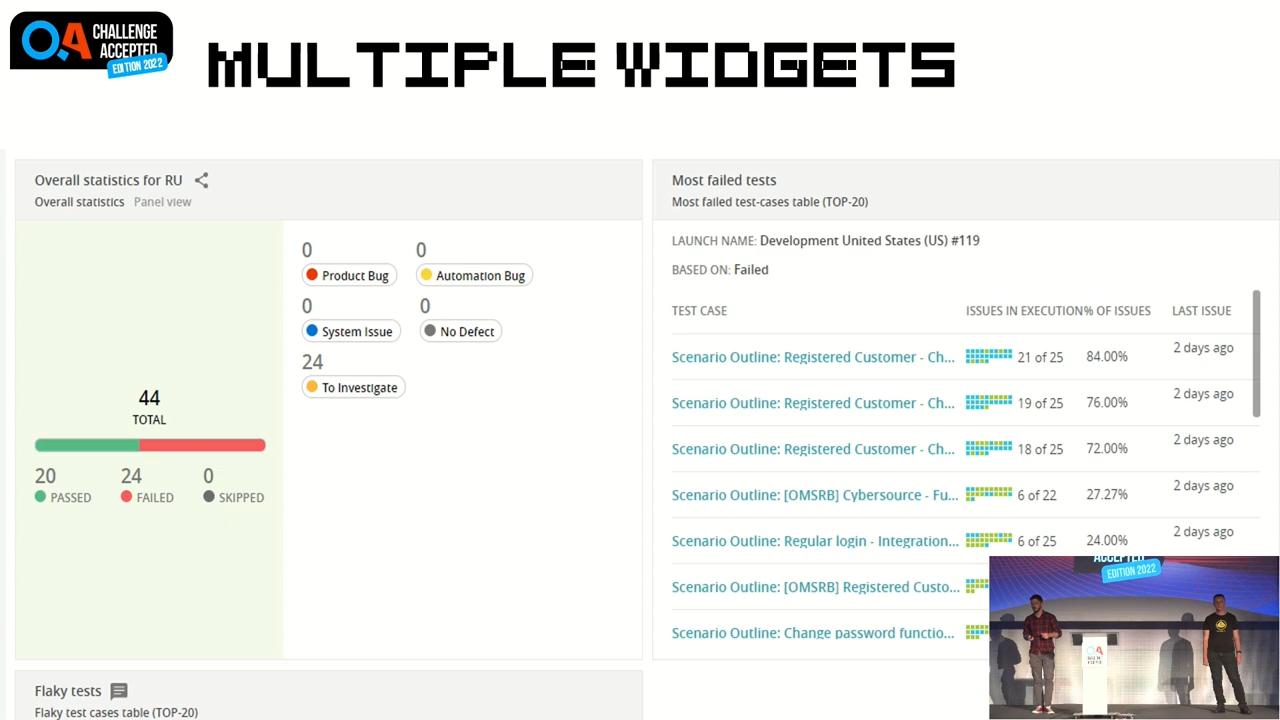 QA CHALLENGE
ACCEPTED
EDITION 2022
MULTIPLE WIDGETS
Overall statistics for RU
Overall statistics Panel view
0
Product Bug
0
Automation Bug
0
System Issue
0
No Defect
24
To Investigate
44
TOTAL
20
PASSED
24
FAILED
0
SKIPPED
Most failed tests
Most failed test-cases table (TOP-20)
LAUNCH NAME: Development United States (US) #119
BASED ON: Failed
TEST CASE ISSUES IN EXECUTION % OF ISSUES LAST ISSUE
Scenario Outline: Registered Customer - Ch... 21 of 25 84.00% 2 days ago
Scenario Outline: Registered Customer - Ch... 19 of 25 76.00% 2 days ago
Scenario Outline: Registered Customer - Ch... 18 of 25 72.00% 2 days ago
Scenario Outline: [OMSRB] Cybersource - Fu... 6 of 22 27.27% 2 days ago
Scenario Outline: Regular login - Integration... 6 of 25 24.00% 2 days ago
Scenario Outline: [OMSRB] Registered Custo...
Scenario Outline: Change password functio...
Flaky tests
Flaky test cases table (TOP-20)
ACCEPTED
EDITION 2022
QA